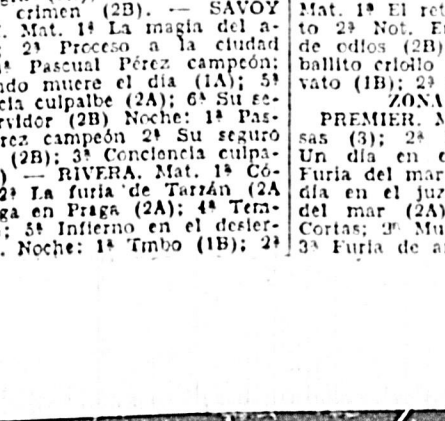 crimen (2B). — SAVOY
Mat. 1ª La magia del a-
2ª Proceso a la ciudad
Pascual Pérez campeón;
ndo muere el día (1A); 5ª
cia culpalbe (2A); 6ª Su se-
rvidor (2B) Noche: 1ª Pas-
rez campeón 2ª Su seguro
(2B); 3ª Conciencia culpa-
) — RIVERA. Mat. 1ª Có-
2ª La furia de Tarzán (2A
ga en Praga (2A); 4ª Tem-
; 5ª Infierno en el desier-
. Noche: 1ª Tmbo (1B); 2ª
Mat. 1ª El ret
to 2ª Not. E
de odios (2B)
ballito criollo
vato (1B); 2ª
ZONA
PREMIER. M
sas (3); 2ª
Un día en
Furia del mar
día en el juz
del mar (2A)
Cortas; Mu
3ª Furia de a